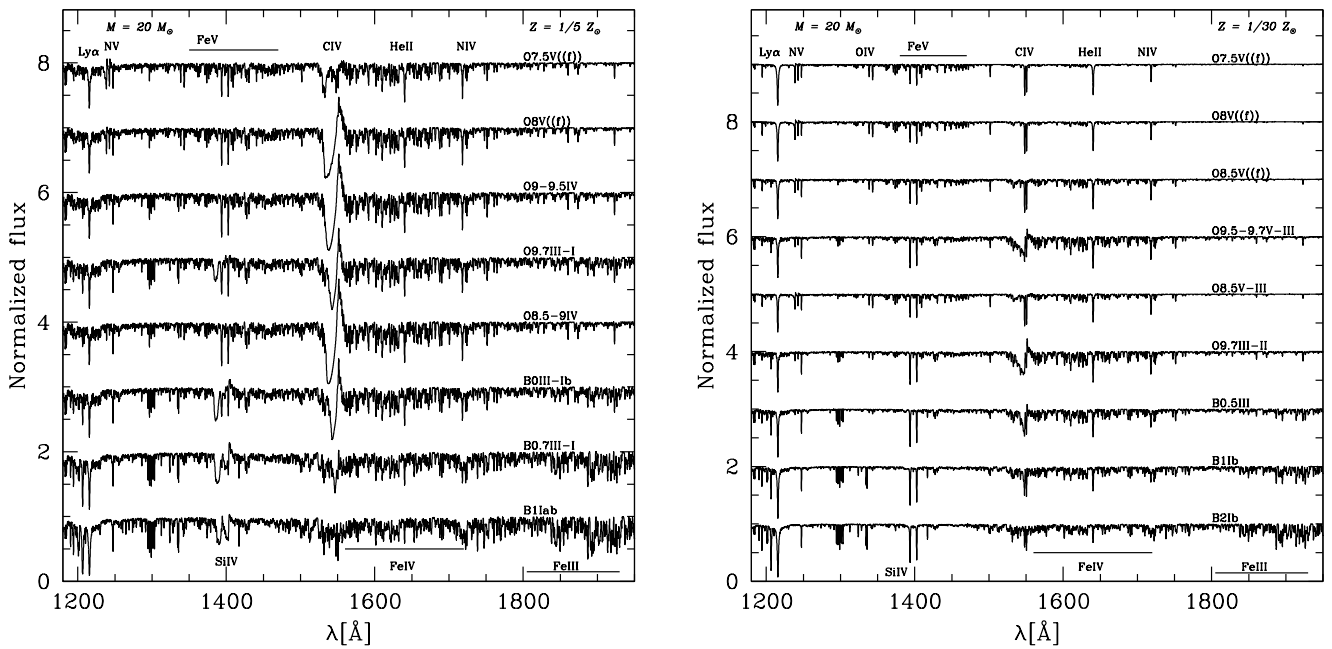 M = 20 M⊙
Z = 1/5 Z⊙
FeV
Lyα NV CIV HeII NIV
O7.5V((f))
O8V((f))
O9-9.5IV
O9.7III-I
O8.5-9IV
B0III-Ib
B0.7III-I
B1Iab
SiIV
FeIV
FeIII
8
6
4
2
0
Normalized flux
1200 1400 1600 1800
λ[Å]
M = 20 M⊙
Z = 1/30 Z⊙
Lyα NV OIV FeV CIV HeII NIV
O7.5V((f))
O8V((f))
O8.5V((f))
O9.5-9.7V-III
O8.5V-III
O9.7III-II
B0.5III
B1Ib
B2Ib
SiIV
FeIV
FeIII
8
6
4
2
0
Normalized flux
1200 1400 1600 1800
λ[Å]